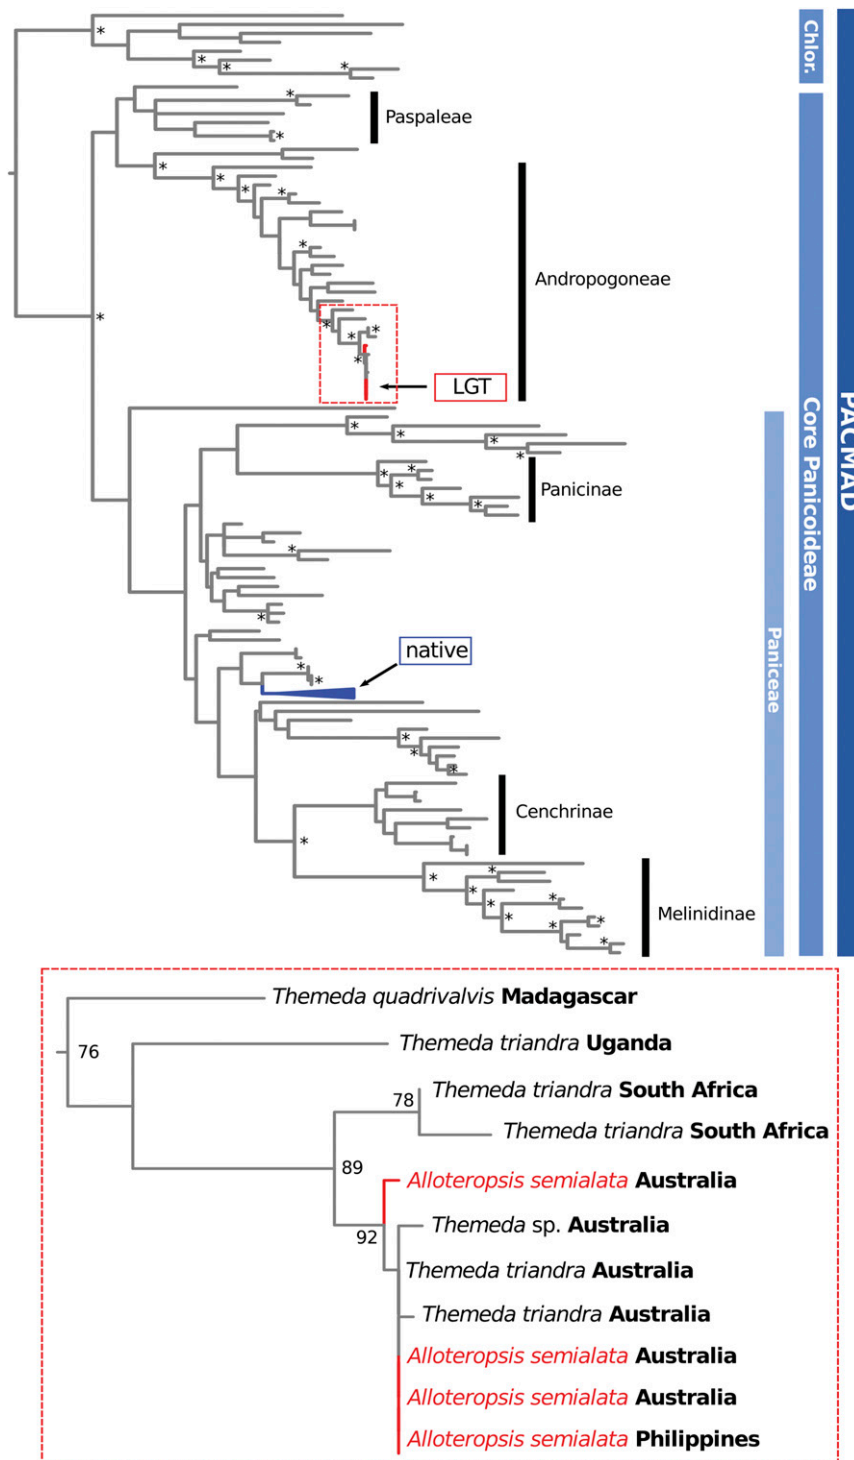 Chlor.
Paspaleae
Andropogoneae
LGT
PACMAD
Core Panicoideae
Panicinae
Paniceae
native
Cenchrinae
Melinidinae
* * * * * * * * * * * * * * * * * * * * * * * * * * * * * * * * * * * * * * * *
Themeda quadrivalvis Madagascar
76
Themeda triandra Uganda
Themeda triandra South Africa
78
Themeda triandra South Africa
89
Alloteropsis semialata Australia
Themeda sp. Australia
92
Themeda triandra Australia
Themeda triandra Australia
Alloteropsis semialata Australia
Alloteropsis semialata Australia
Alloteropsis semialata Philippines